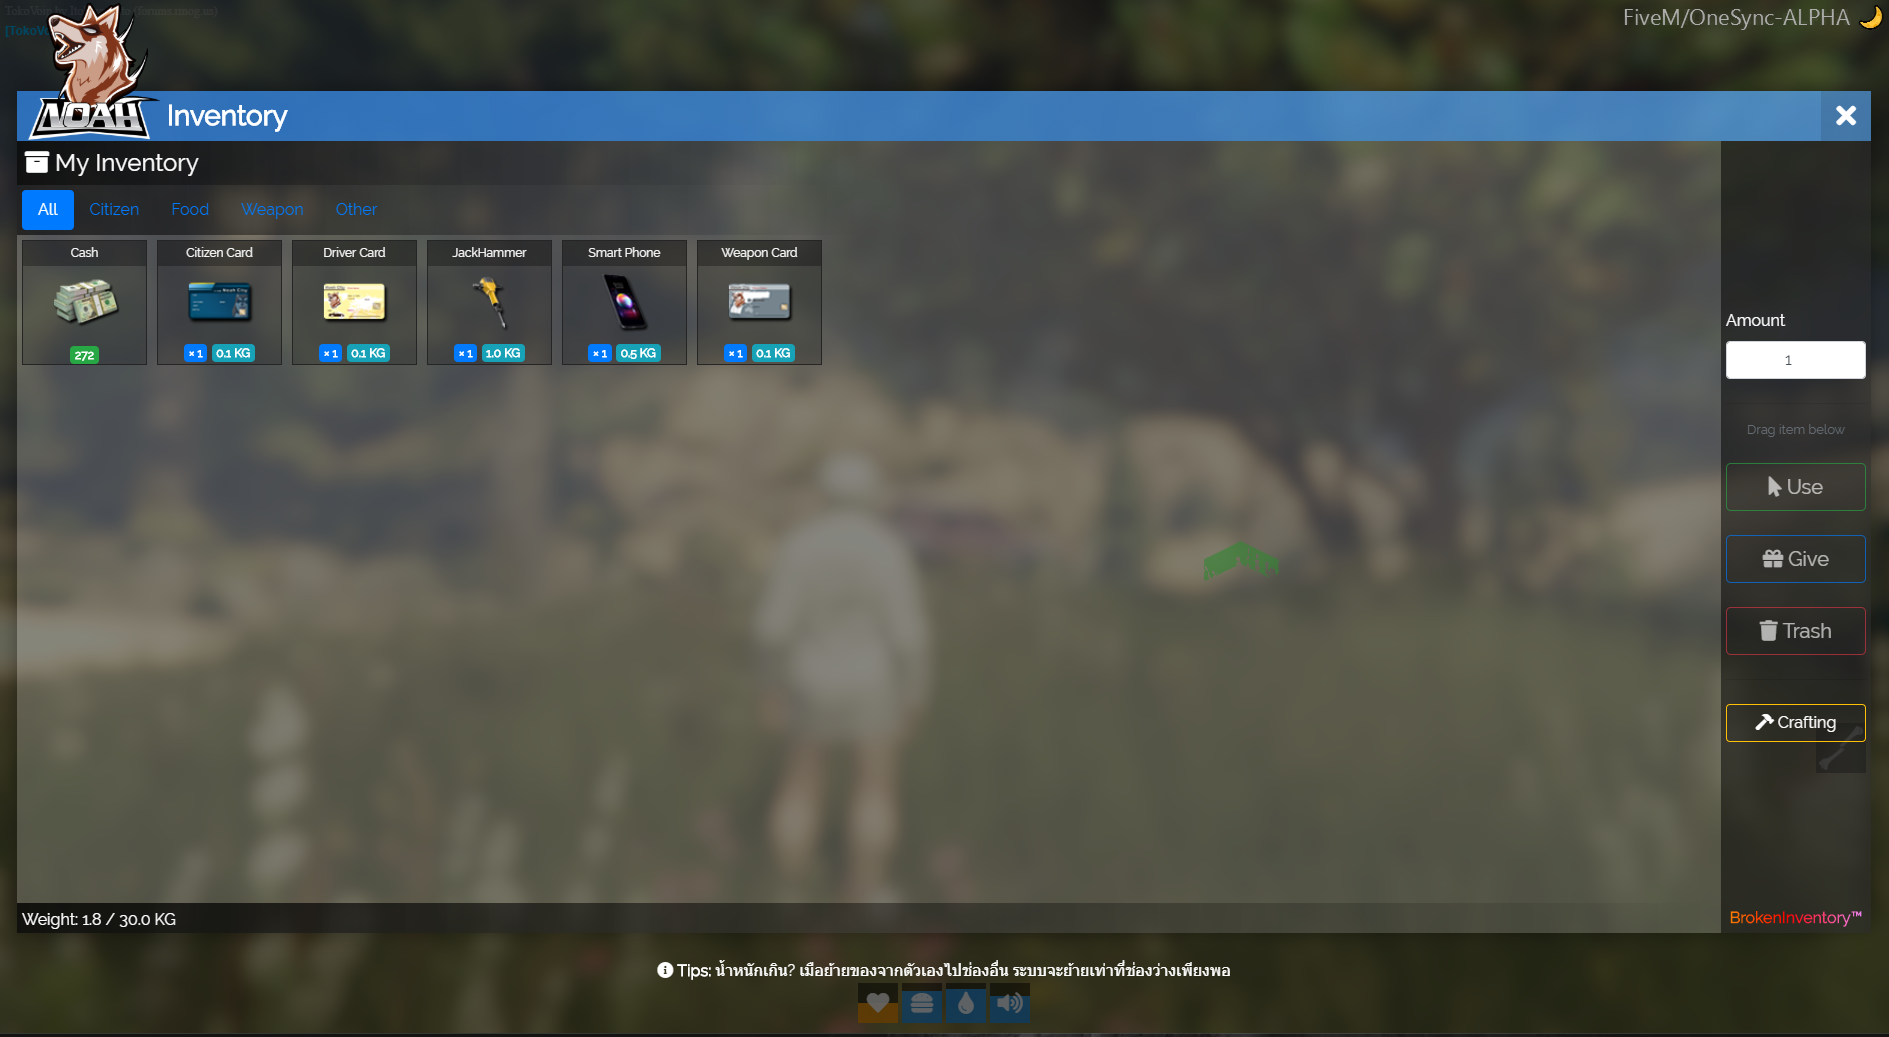 FiveM/OneSync-ALPHA
NOAH
Inventory
My Inventory
All Citizen Food Weapon Other
Cash Citizen Card Driver Card JackHammer Smart Phone Weapon Card
272 × 1 0.1 KG × 1 0.1 KG × 1 1.0 KG × 1 0.5 KG × 1 0.1 KG
Amount
1
Drag item below
Use
Give
Trash
Crafting
Weight: 1.8 / 30.0 KG
BrokenInventory™
Tips: น้ำหนักเกิน? เมื่อย้ายของจากตัวเองไปช่องอื่น ระบบจะย้ายเท่าที่ช่องว่างเพียงพอ